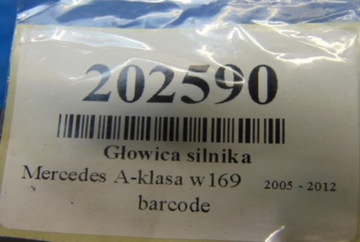 202590
Głowica silnika
Mercedes A-klasa w169 2005 - 2012
barcode